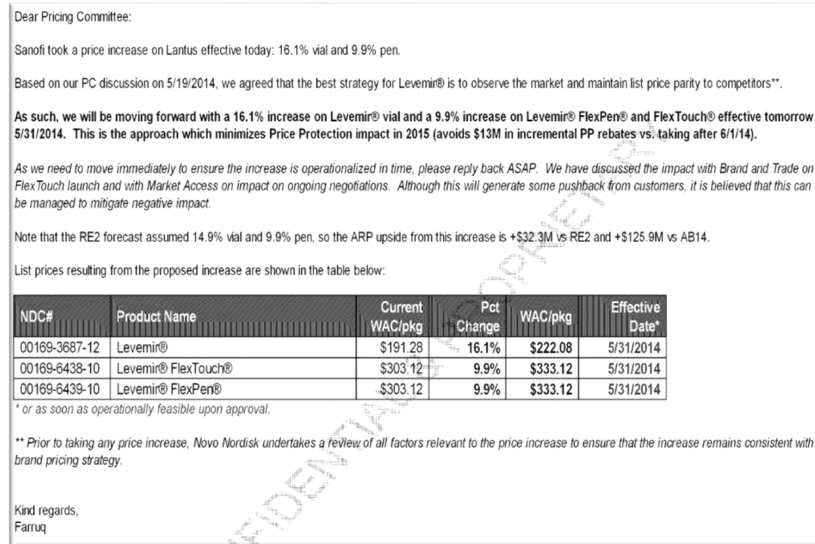 Dear Pricing Committee:
Sanofi took a price increase on Lantus effective today: 16.1% vial and 9.9% pen.
Based on our PC discussion on 5/19/2014, we agreed that the best strategy for Levemir® is to observe the market and maintain list price parity to competitors**.
As such, we will be moving forward with a 16.1% increase on Levemir® vial and a 9.9% increase on Levemir® FlexPen® and FlexTouch® effective tomorrow
5/31/2014. This is the approach which minimizes Price Protection impact in 2015 (avoids $13M in incremental PP rebates vs. taking after 6/1/14).
As we need to move immediately to ensure the increase is operationalized in time, please reply back ASAP. We have discussed the impact with Brand and Trade on
FlexTouch launch and with Market Access on impact on ongoing negotiations. Although this will generate some pushback from customers, it is believed that this can
be managed to mitigate negative impact.
Note that the RE2 forecast assumed 14.9% vial and 9.9% pen, so the ARP upside from this increase is +$32.3M vs RE2 and +$125.9M vs AB14.
List prices resulting from the proposed increase are shown in the table below:
NDC# Product Name Current WAC/pkg Pct Change WAC/pkg Effective Date*
00169-3687-12 Levemir® $191.28 16.1% $222.08 5/31/2014
00169-6438-10 Levemir® FlexTouch® $303.12 9.9% $333.12 5/31/2014
00169-6439-10 Levemir® FlexPen® $303.12 9.9% $333.12 5/31/2014
* or as soon as operationally feasible upon approval.
** Prior to taking any price increase, Novo Nordisk undertakes a review of all factors relevant to the price increase to ensure that the increase remains consistent with
brand pricing strategy.
Kind regards,
Farruq